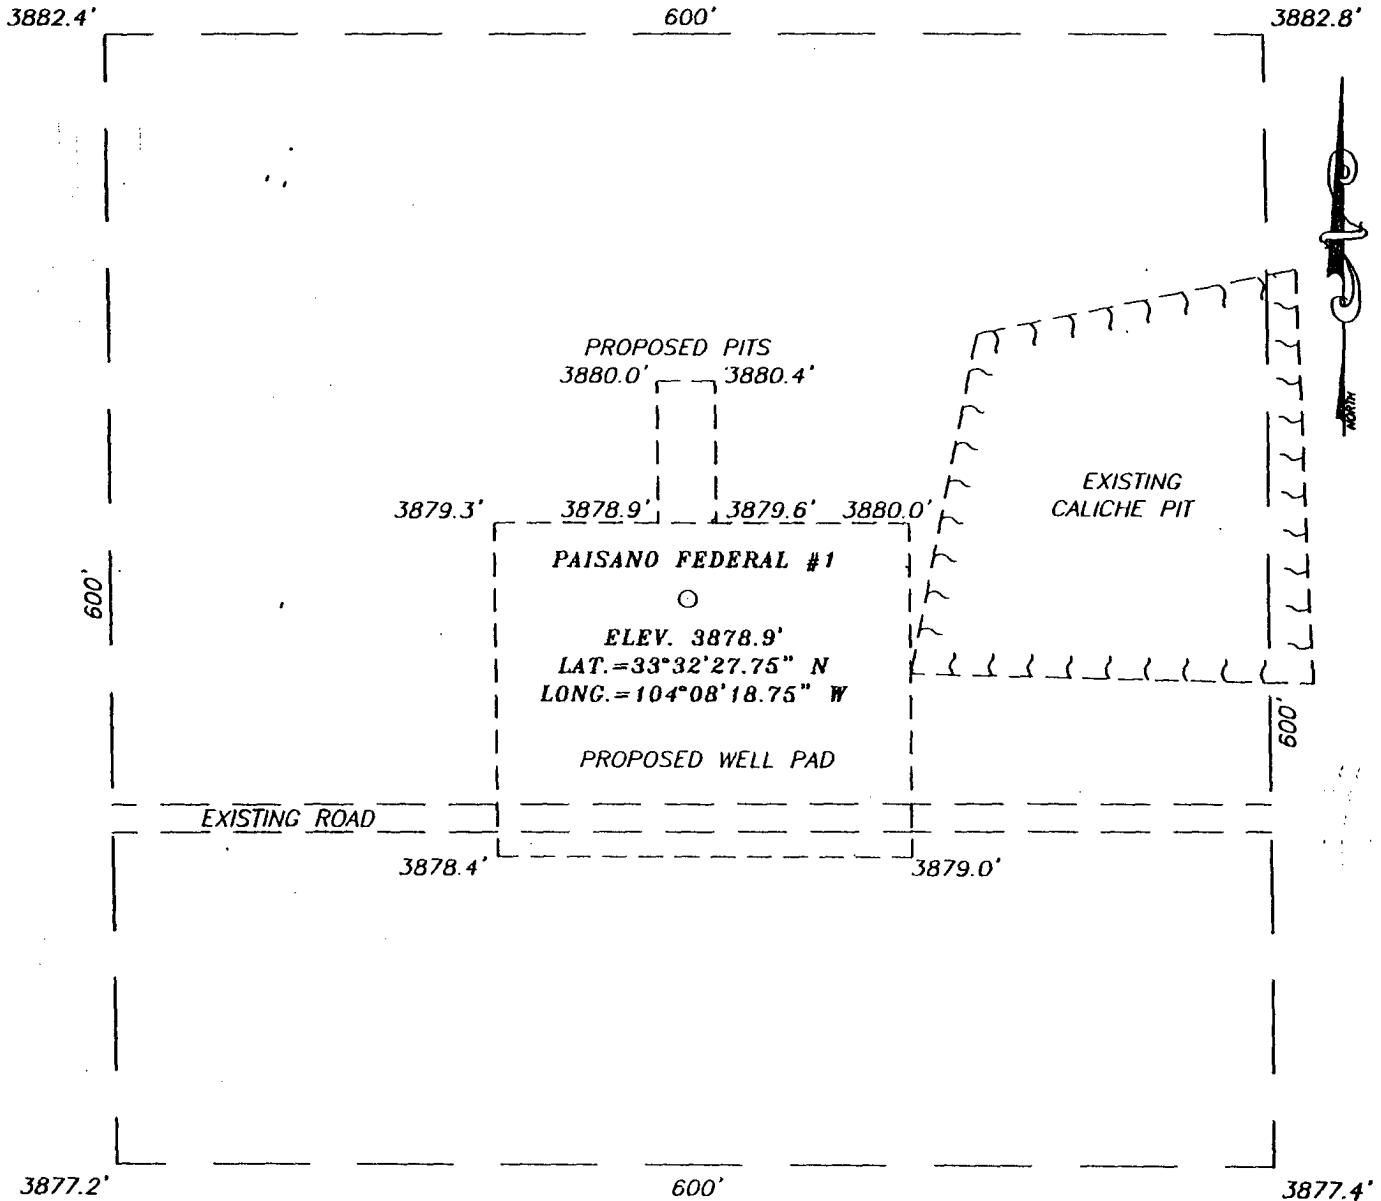 3882.4'
600'
3882.8'
NORTH
PROPOSED PITS
3880.0'
3880.4'
EXISTING
CALICHE PIT
3879.3'
3878.9'
3879.6'
3880.0'
PAISANO FEDERAL #1
600'
ELEV. 3878.9'
LAT.=33°32'27.75" N
LONG.=104°08'18.75" W
600'
PROPOSED WELL PAD
EXISTING ROAD
3878.4'
3879.0'
3877.2'
600'
3877.4'